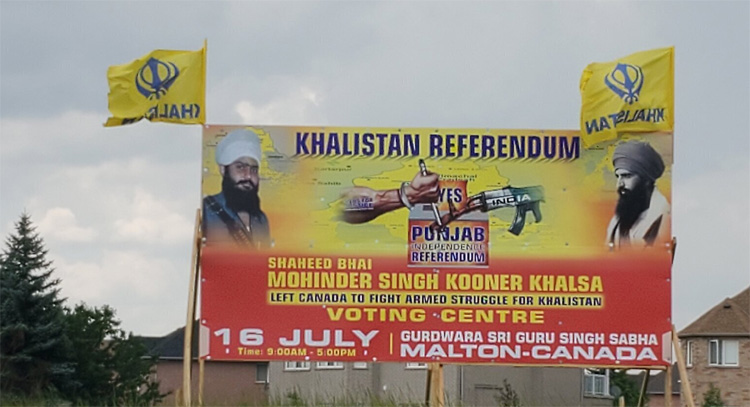 KHALISTAN
KHALISTAN
KHALISTAN REFERENDUM
YES
INDIA
PUNJAB
INDEPENDENCE
REFERENDUM
SHAHEED BHAI
MOHINDER SINGH KOONER KHALSA
LEFT CANADA TO FIGHT ARMED STRUGGLE FOR KHALISTAN
VOTING CENTRE
16 JULY
Time: 9:00AM - 5:00PM
GURDWARA SRI GURU SINGH SABHA
MALTON-CANADA